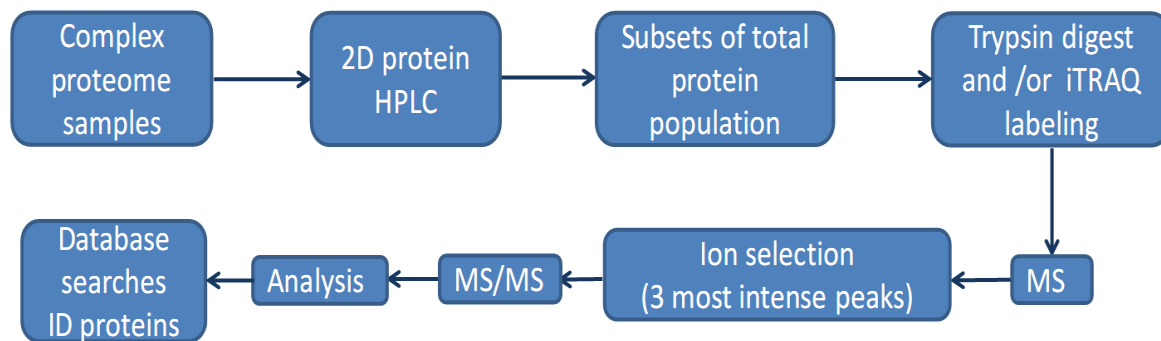 Complex
proteome
samples
2D protein
HPLC
Subsets of total
protein
population
Trypsin digest
and /or iTRAQ
labeling
MS
Ion selection
(3 most intense peaks)
MS/MS
Analysis
Database
searches
ID proteins